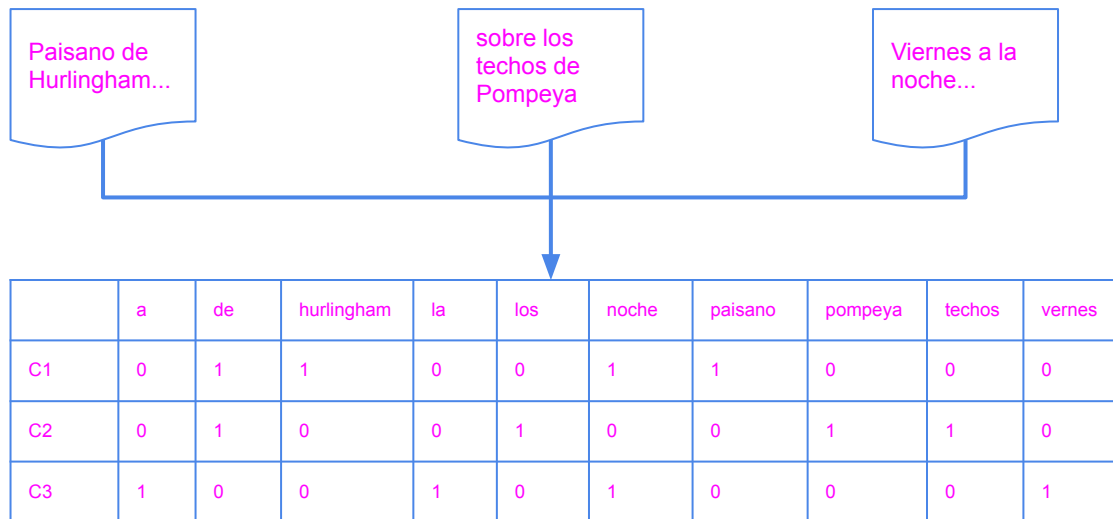 Paisano de
Hurlingham...
sobre los
techos de
Pompeya
Viernes a la
noche...
a de hurlingham la los noche paisano pompeya techos vernes
C1 0 1 1 0 0 1 1 0 0 0
C2 0 1 0 0 1 0 0 1 1 0
C3 1 0 0 1 0 1 0 0 0 1